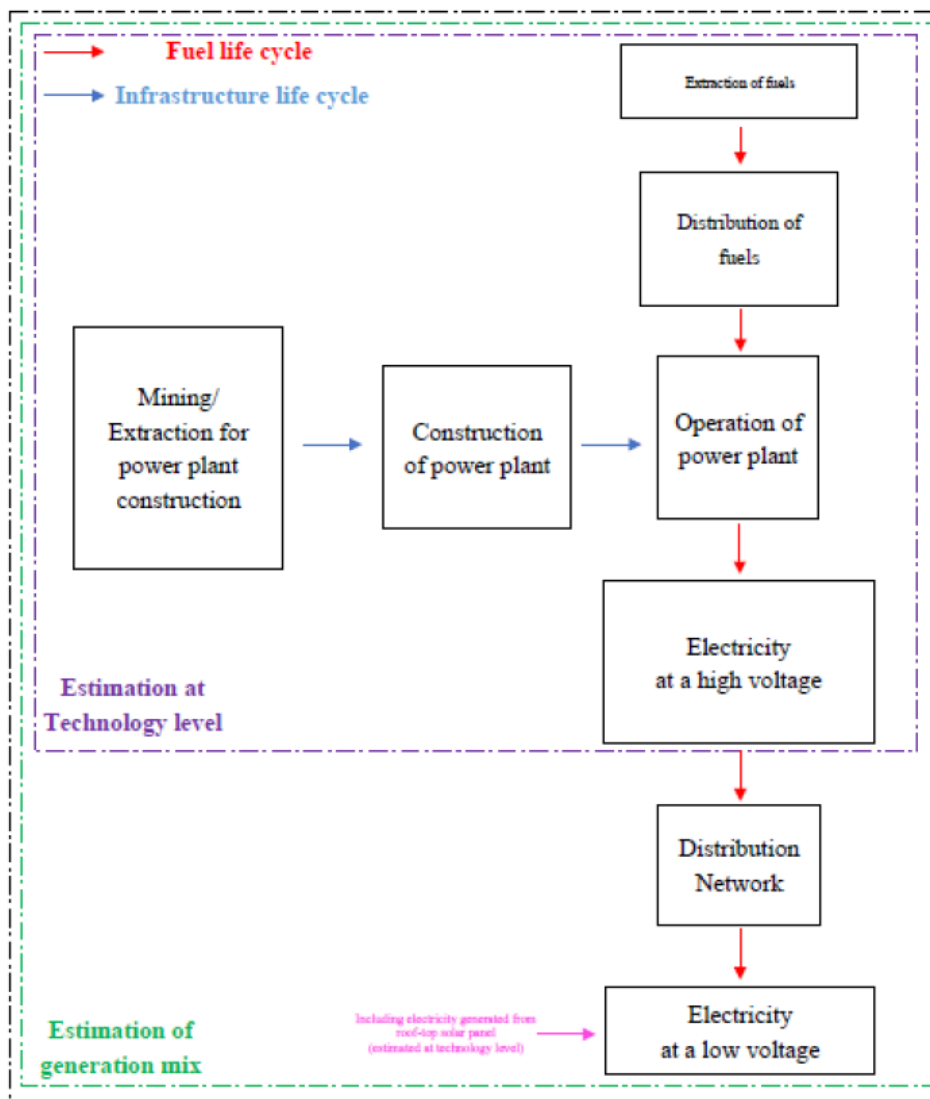 Fuel life cycle
Infrastructure life cycle
Extraction of fuels
Distribution of
fuels
Mining/
Extraction for
power plant
construction
Construction
of power plant
Operation of
power plant
Electricity
at a high voltage
Estimation at
Technology level
Distribution
Network
Including electricity generated from
roof-top solar panel
(estimated at technology level)
Electricity
at a low voltage
Estimation of
generation mix